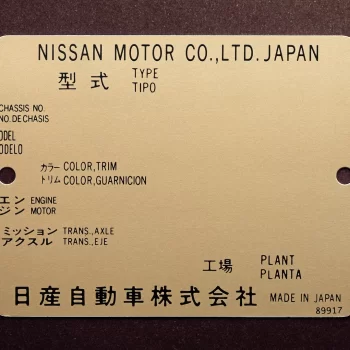 NISSAN MOTOR CO.,LTD. JAPAN
型式 TYPE
TIPO
CHASSIS NO.
NO. DE CHASIS
ODEL
ODELO
カラー COLOR,TRIM
トリム COLOR,GUARNICION
エン ENGINE
ジン MOTOR
ミッション TRANS.,AXLE
アクスル TRANS.,EJE
工場 PLANT
PLANTA
日産自動車株式会社 MADE IN JAPAN
89917